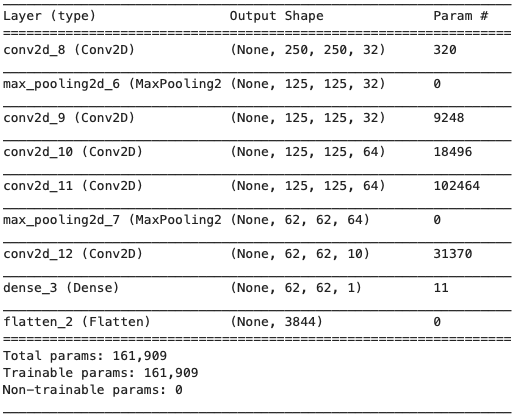 Layer (type) Output Shape Param #
conv2d_8 (Conv2D) (None, 250, 250, 32) 320
max_pooling2d_6 (MaxPooling2 (None, 125, 125, 32) 0
conv2d_9 (Conv2D) (None, 125, 125, 32) 9248
conv2d_10 (Conv2D) (None, 125, 125, 64) 18496
conv2d_11 (Conv2D) (None, 125, 125, 64) 102464
max_pooling2d_7 (MaxPooling2 (None, 62, 62, 64) 0
conv2d_12 (Conv2D) (None, 62, 62, 10) 31370
dense_3 (Dense) (None, 62, 62, 1) 11
flatten_2 (Flatten) (None, 3844) 0
Total params: 161,909
Trainable params: 161,909
Non-trainable params: 0